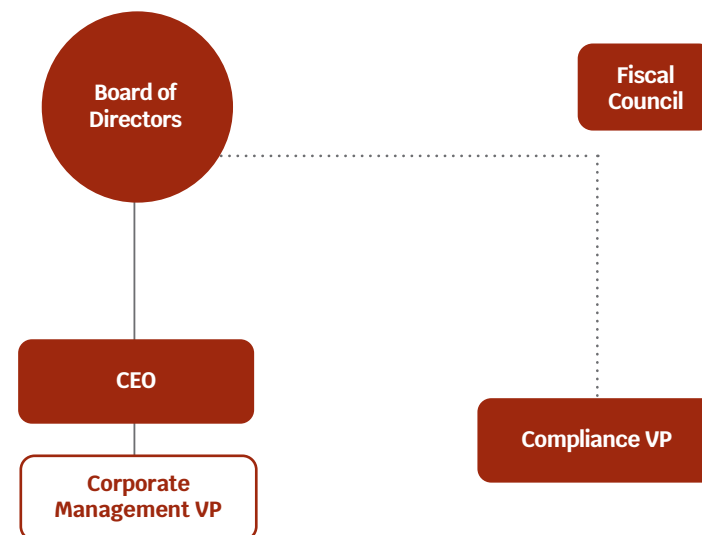 Board of
Directors
Fiscal
Council
CEO
Compliance VP
Corporate
Management VP